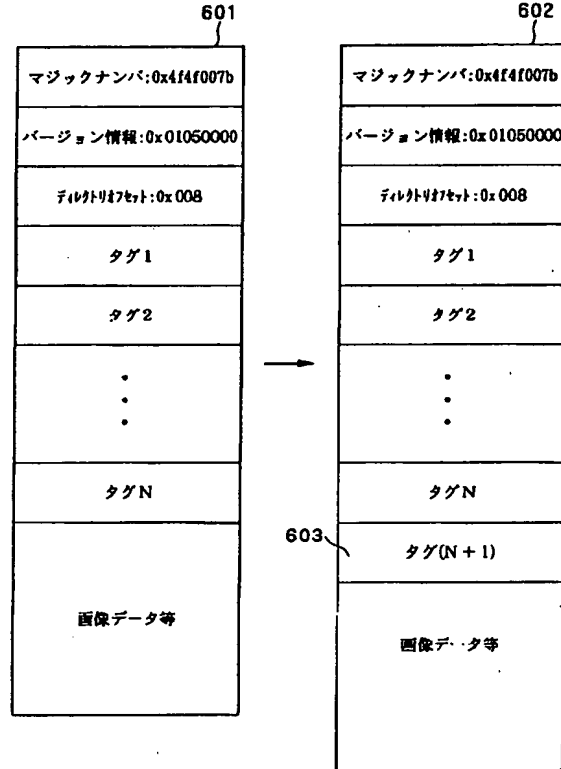 601
マジックナンバ:0x4f4f007b
バージョン情報:0x01050000
ディレクトリオフセット:0x008
タグ1
タグ2
タグN
画像データ等
602
マジックナンバ:0x4f4f007b
バージョン情報:0x01050000
ディレクトリオフセット:0x008
タグ1
タグ2
タグN
603
タグ(N+1)
画像データ等